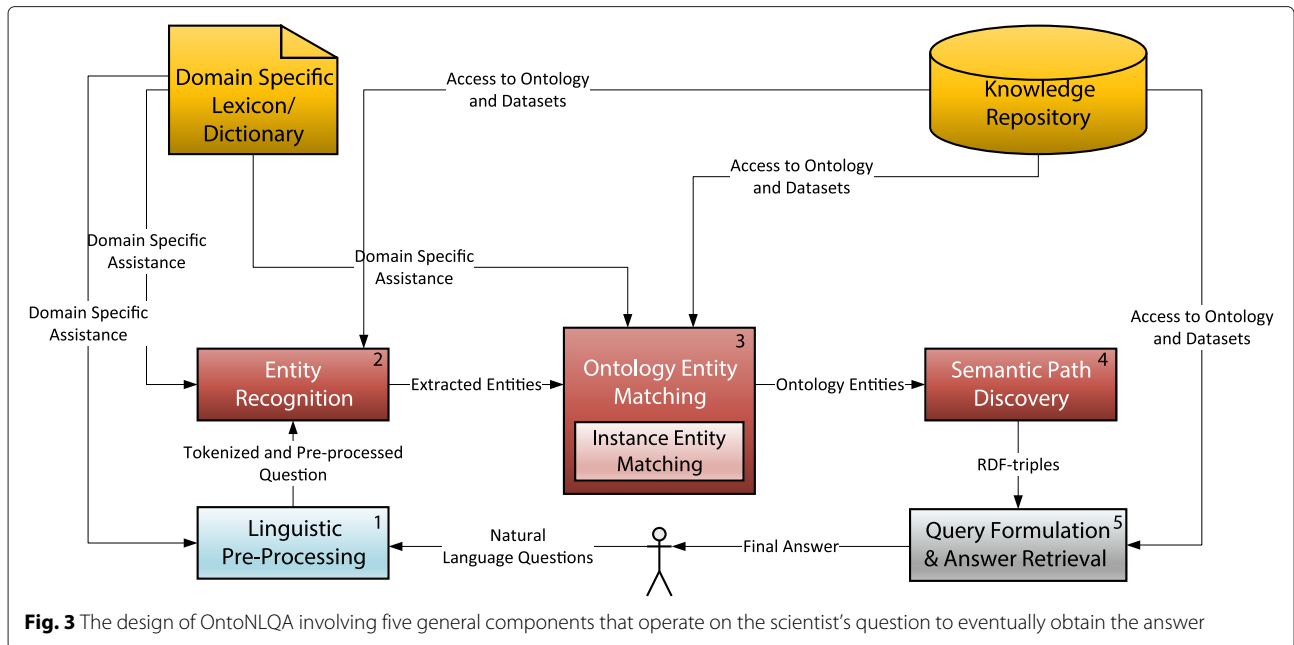 Domain Specific
Lexicon/
Dictionary
Access to Ontology
and Datasets
Knowledge
Repository
Access to Ontology
and Datasets
Domain Specific
Assistance
Domain Specific
Assistance
Domain Specific
Assistance
Access to Ontology
and Datasets
2
Entity
Recognition
Extracted Entities
3
Ontology Entity
Matching
Instance Entity
Matching
Ontology Entities
4
Semantic Path
Discovery
Tokenized and Pre-processed
Question
RDF-triples
1
Linguistic
Pre-Processing
Natural
Language Questions
Final Answer
5
Query Formulation
& Answer Retrieval
Fig. 3 The design of OntoNLQA involving five general components that operate on the scientist’s question to eventually obtain the answer